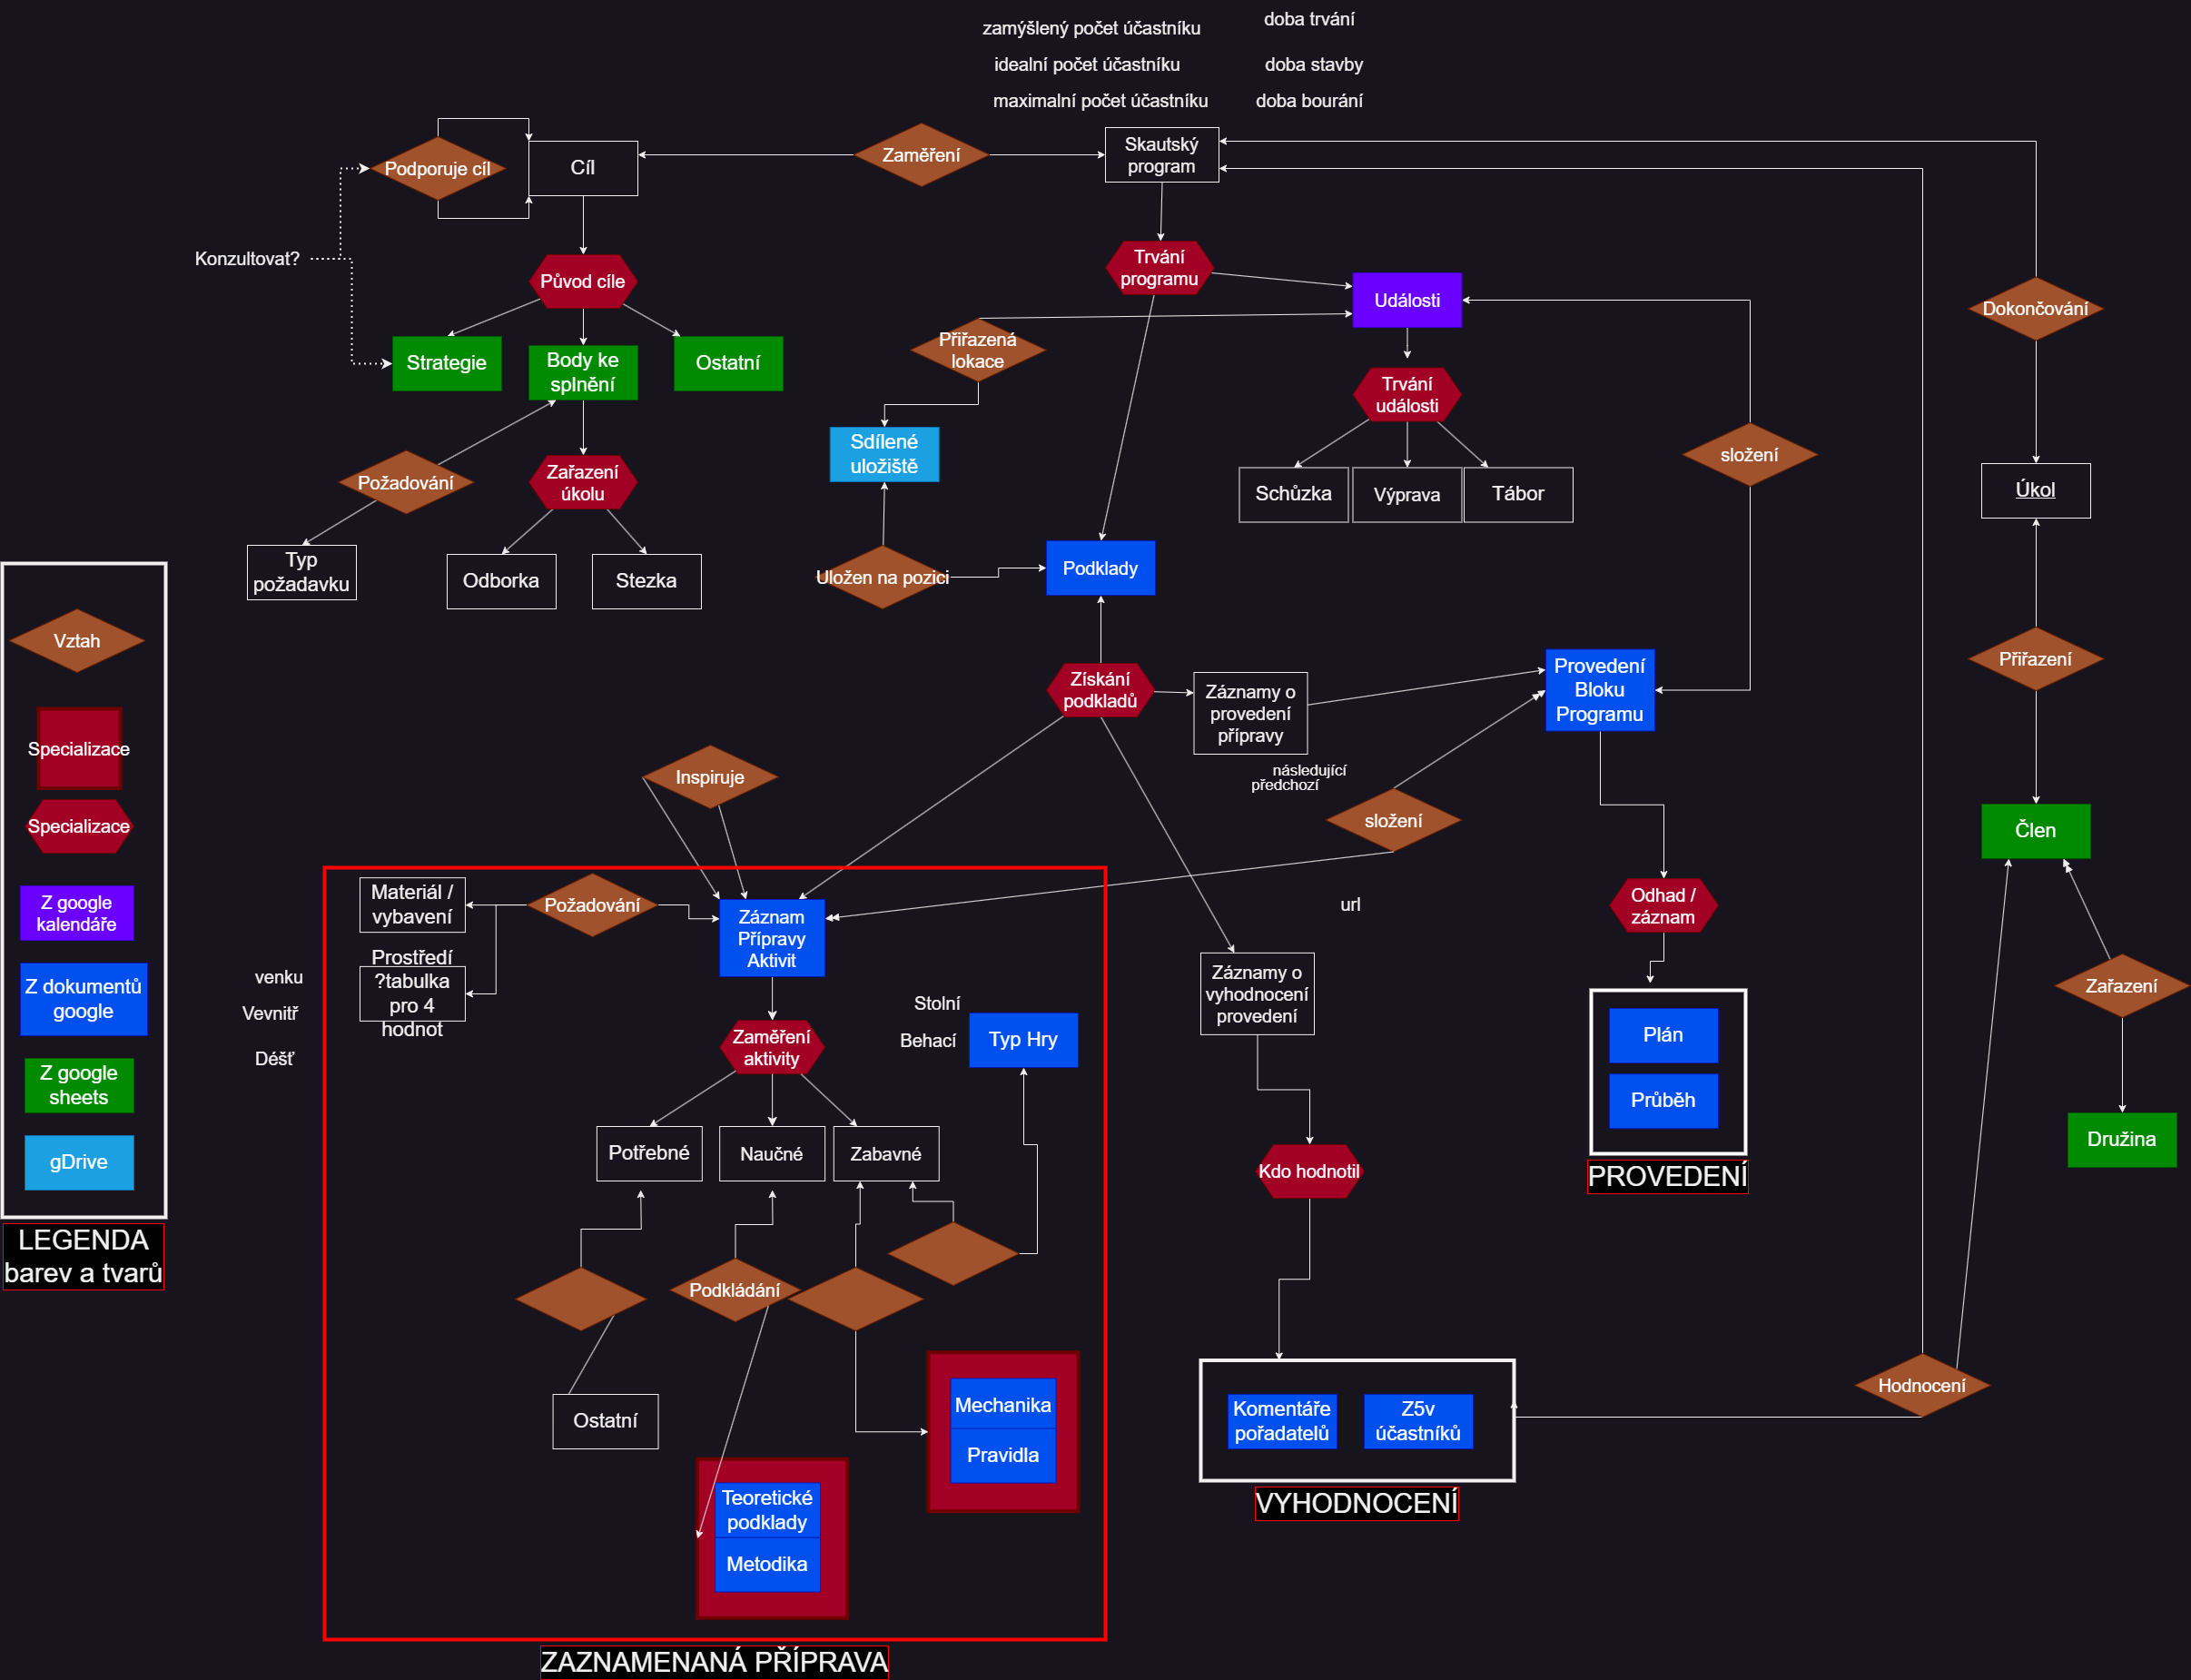 zamýšlený počet účastníku
doba trvání
idealní počet účastníku
doba stavby
maximalní počet účastníku
doba bourání
Podporuje cíl
Cíl
Zaměření
Skautský
program
Konzultovat?
Původ cíle
Trvání
programu
Události
Dokončování
Strategie
Body ke
splnění
Ostatní
Přiřazená
lokace
Trvání
události
Sdílené
uložiště
složení
Požadování
Zařazení
úkolu
Schůzka
Výprava
Tábor
Úkol
Typ
požadavku
Odborka
Stezka
Uložen na pozici
Podklady
Vztah
Získání
podkladů
Záznamy o
provedení
přípravy
Provedení
Bloku
Programu
Přiřazení
Specializace
Specializace
Inspiruje
následující
předchozí
složení
Člen
Materiál /
vybavení
Požadování
Záznam
Přípravy
Aktivit
url
Odhad /
záznam
Z google
kalendáře
Prostředí
?tabulka
pro 4
hodnot
venku
Vevnitř
Déšť
Z dokumentů
google
Záznamy o
vyhodnocení
provedení
Zařazení
Stolní
Behací
Typ Hry
Zaměření
aktivity
Plán
Průběh
Z google
sheets
Potřebné
Naučné
Zabavné
Družina
gDrive
Kdo hodnotil
PROVEDENÍ
LEGENDA
barev a tvarů
Podkládání
Hodnocení
Ostatní
Mechanika
Pravidla
Komentáře
pořadatelů
Z5v
účastníků
Teoretické
podklady
Metodika
VYHODNOCENÍ
ZAZNAMENANÁ PŘÍPRAVA